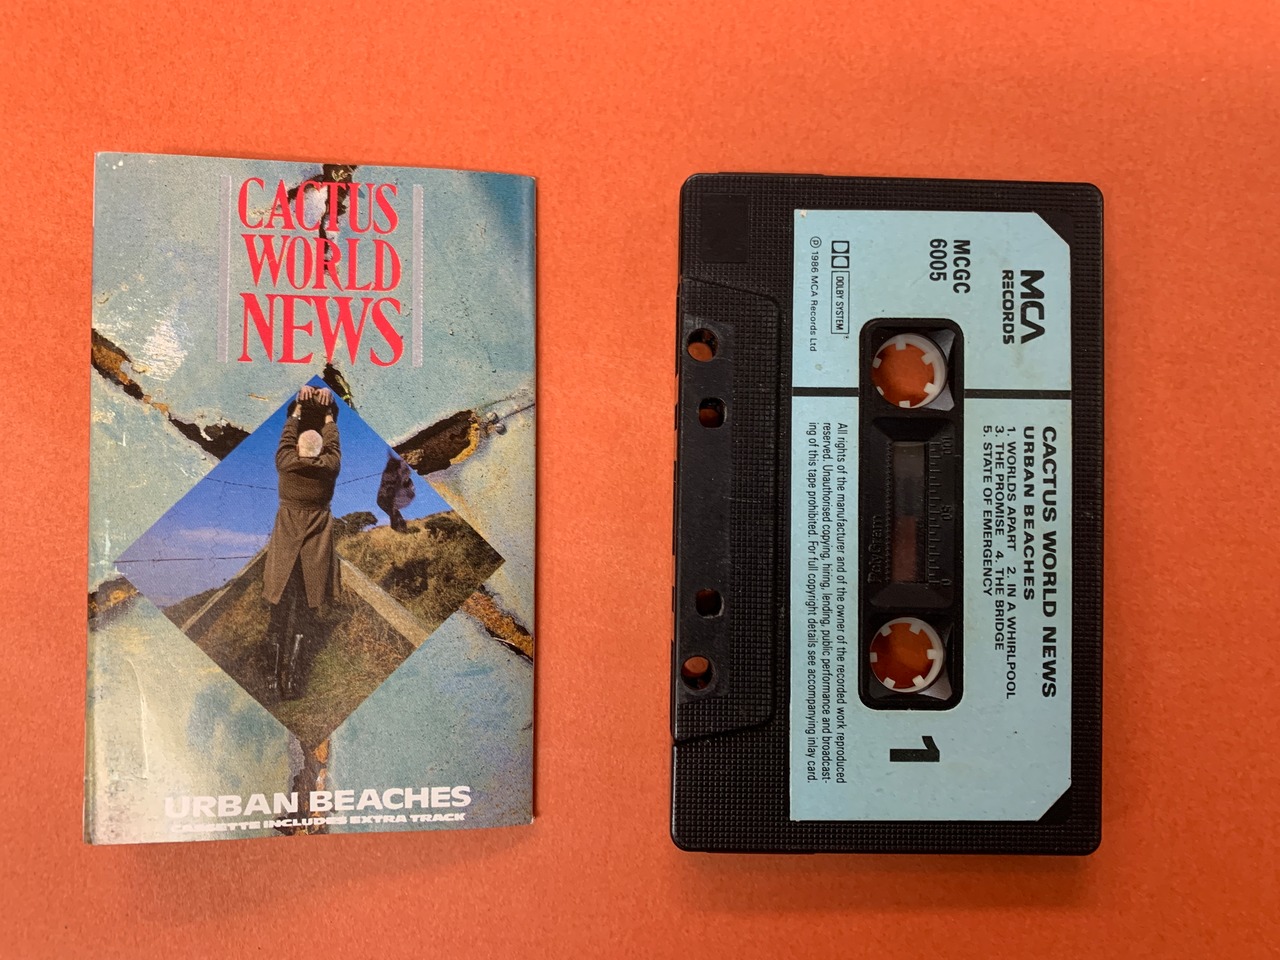 CACTUS
WORLD
NEWS
URBAN BEACHES
CASSETTE INCLUDES EXTRA TRACK
MCA
RECORDS
MCGC
6005
DOLBY SYSTEM
℗ 1986 MCA Records Ltd
CACTUS WORLD NEWS
URBAN BEACHES
1. WORLDS APART 2. IN A WHIRLPOOL
3. THE PROMISE 4. THE BRIDGE
5. STATE OF EMERGENCY
100 50 0
1
All rights of the manufacturer and of the owner of the recorded work reproduced
reserved. Unauthorised copying, hiring, lending, public performance and broadcast-
ing of this tape prohibited. For full copyright details see accompanying inlay card.